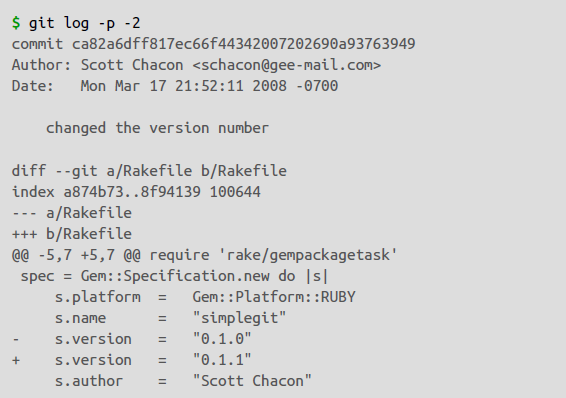 $ git log -p -2
commit ca82a6dff817ec66f44342007202690a93763949
Author: Scott Chacon <schacon@gee-mail.com>
Date:   Mon Mar 17 21:52:11 2008 -0700

    changed the version number

diff --git a/Rakefile b/Rakefile
index a874b73..8f94139 100644
--- a/Rakefile
+++ b/Rakefile
@@ -5,7 +5,7 @@ require 'rake/gempackagetask'
 spec = Gem::Specification.new do |s|
     s.platform  =   Gem::Platform::RUBY
     s.name      =   "simplegit"
-    s.version   =   "0.1.0"
+    s.version   =   "0.1.1"
     s.author    =   "Scott Chacon"